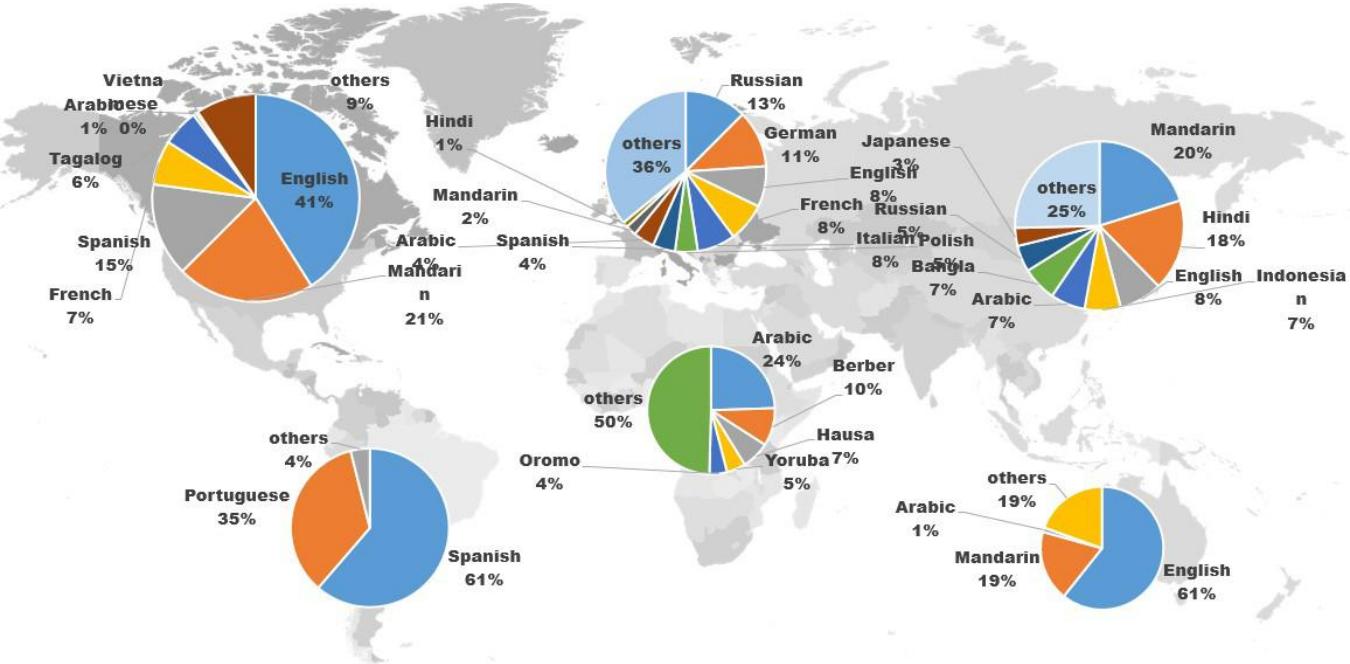 Vietna
mese
0%
Arabic
1%
others
9%
Tagalog
6%
English
41%
Spanish
15%
French
7%
Mandari
n
21%
Hindi
1%
Mandarin
2%
Arabic
4%
Spanish
4%
others
36%
Russian
13%
German
11%
English
8%
French
8%
Italian
8%
Polish
5%
Japanese
3%
Russian
5%
Bangla
7%
Arabic
7%
others
25%
Mandarin
20%
Hindi
18%
English
8%
Indonesia
n
7%
others
50%
Arabic
24%
Berber
10%
Hausa
7%
Yoruba
5%
Oromo
4%
others
4%
Portuguese
35%
Spanish
61%
others
19%
Arabic
1%
Mandarin
19%
English
61%